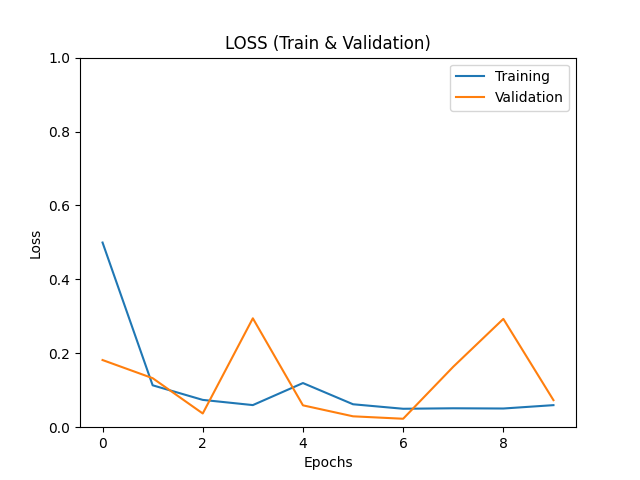 LOSS (Train & Validation)
1.0
0.8
0.6
0.4
0.2
0.0
Loss
Training
Validation
0 2 4 6 8
Epochs